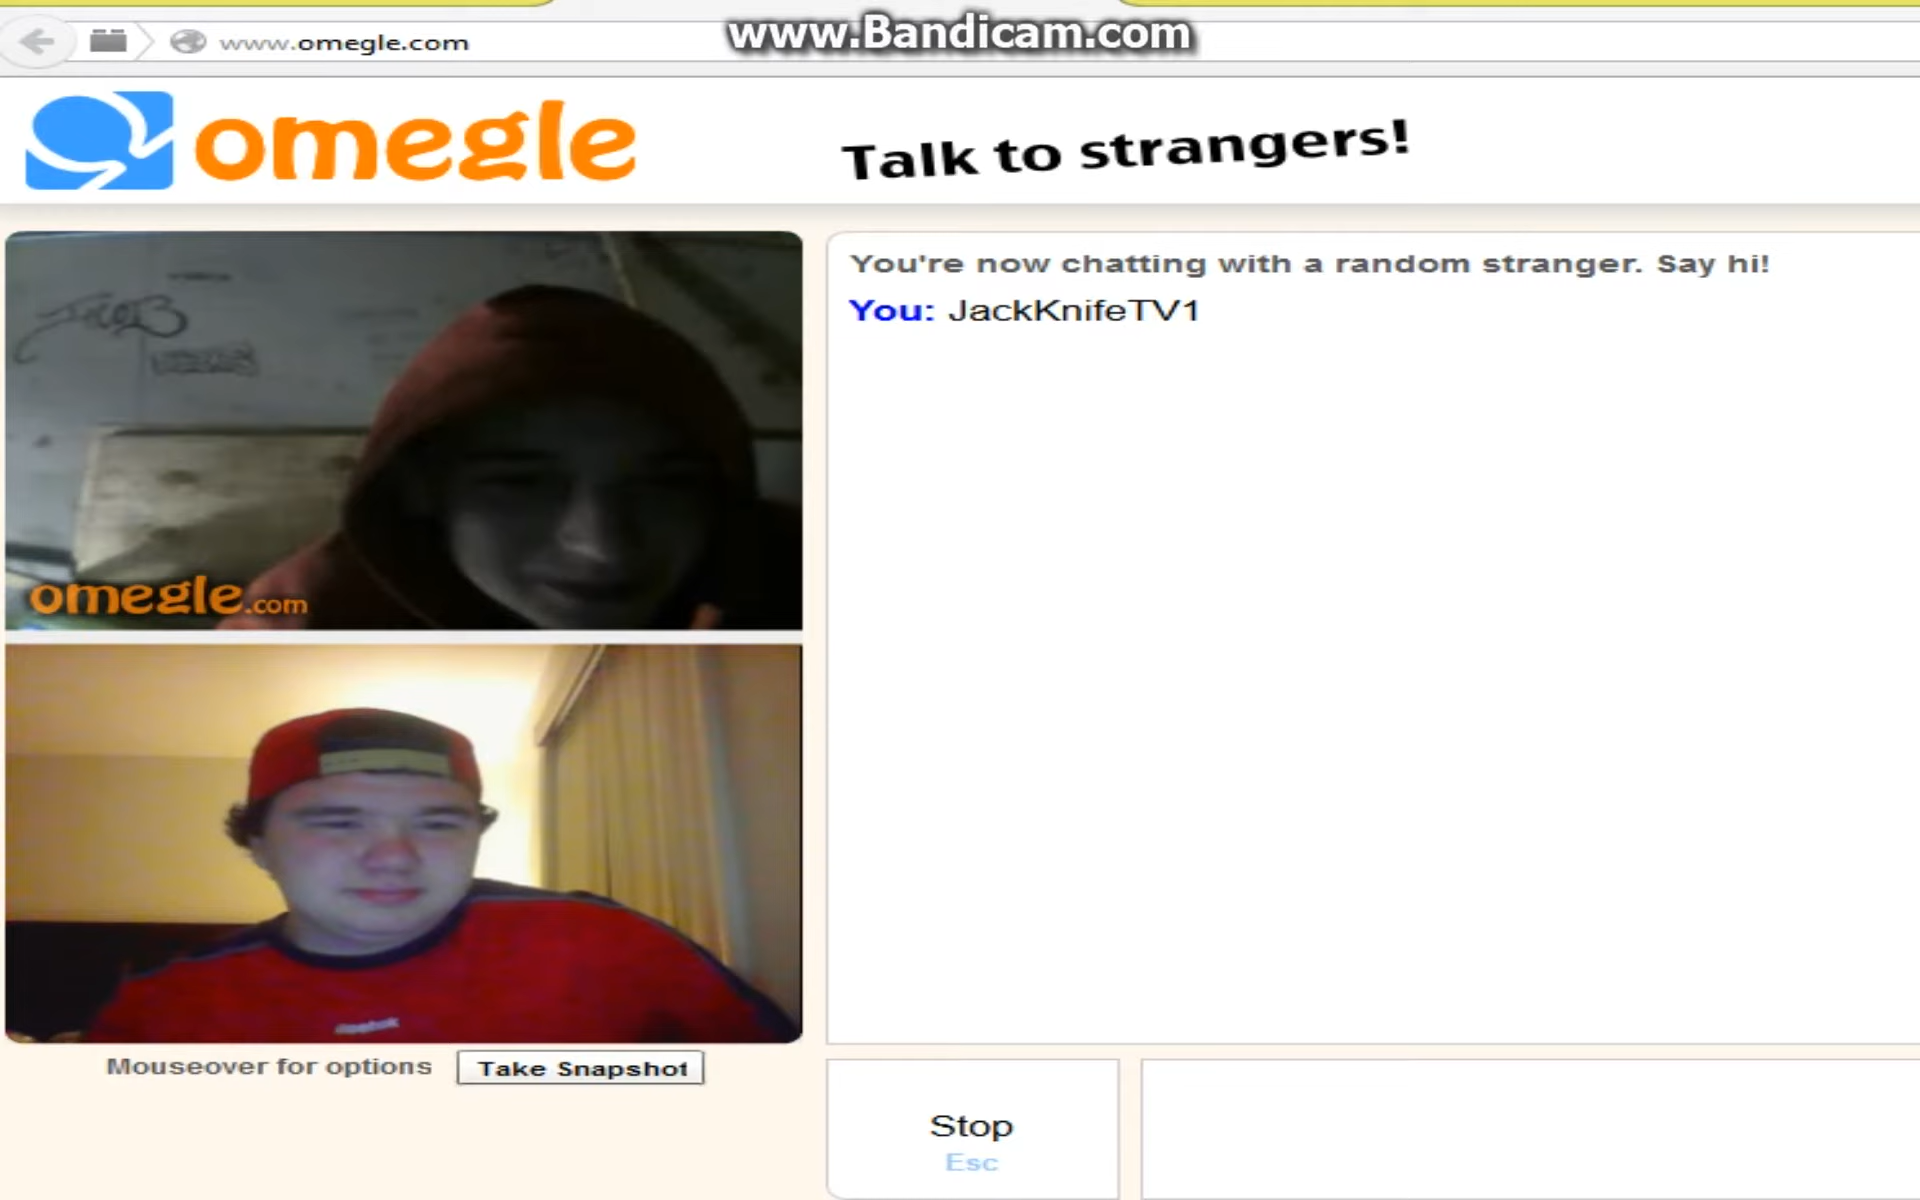 www.Bandicam.com
www.omegle.com
omegle
Talk to strangers!
You're now chatting with a random stranger. Say hi!
You: JackKnifeTV1
omegle.com
Reebok
Mouseover for options
Take Snapshot
Stop
Esc